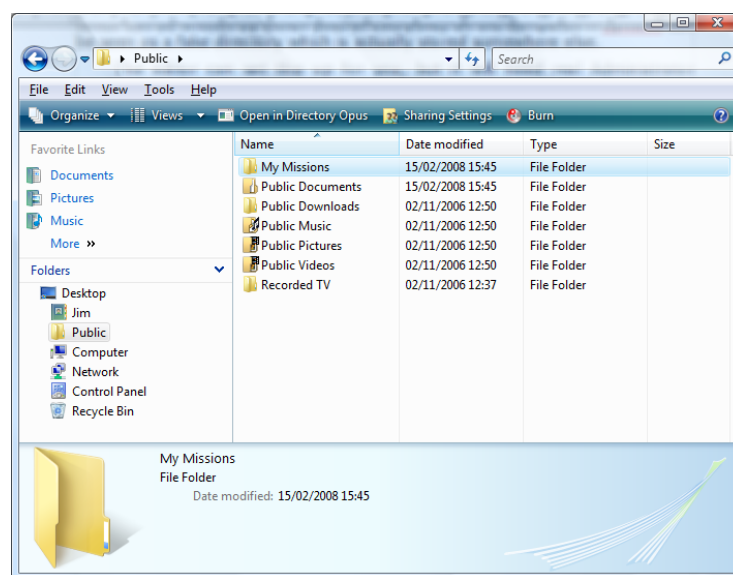 Public
Search
File Edit View Tools Help
Organize Views Open in Directory Opus Sharing Settings Burn
Favorite Links
Documents
Pictures
Music
More »
Folders
Desktop
Jim
Public
Computer
Network
Control Panel
Recycle Bin
Name Date modified Type Size
My Missions 15/02/2008 15:45 File Folder
Public Documents 15/02/2008 15:45 File Folder
Public Downloads 02/11/2006 12:50 File Folder
Public Music 02/11/2006 12:50 File Folder
Public Pictures 02/11/2006 12:50 File Folder
Public Videos 02/11/2006 12:50 File Folder
Recorded TV 02/11/2006 12:37 File Folder
My Missions
File Folder
Date modified: 15/02/2008 15:45